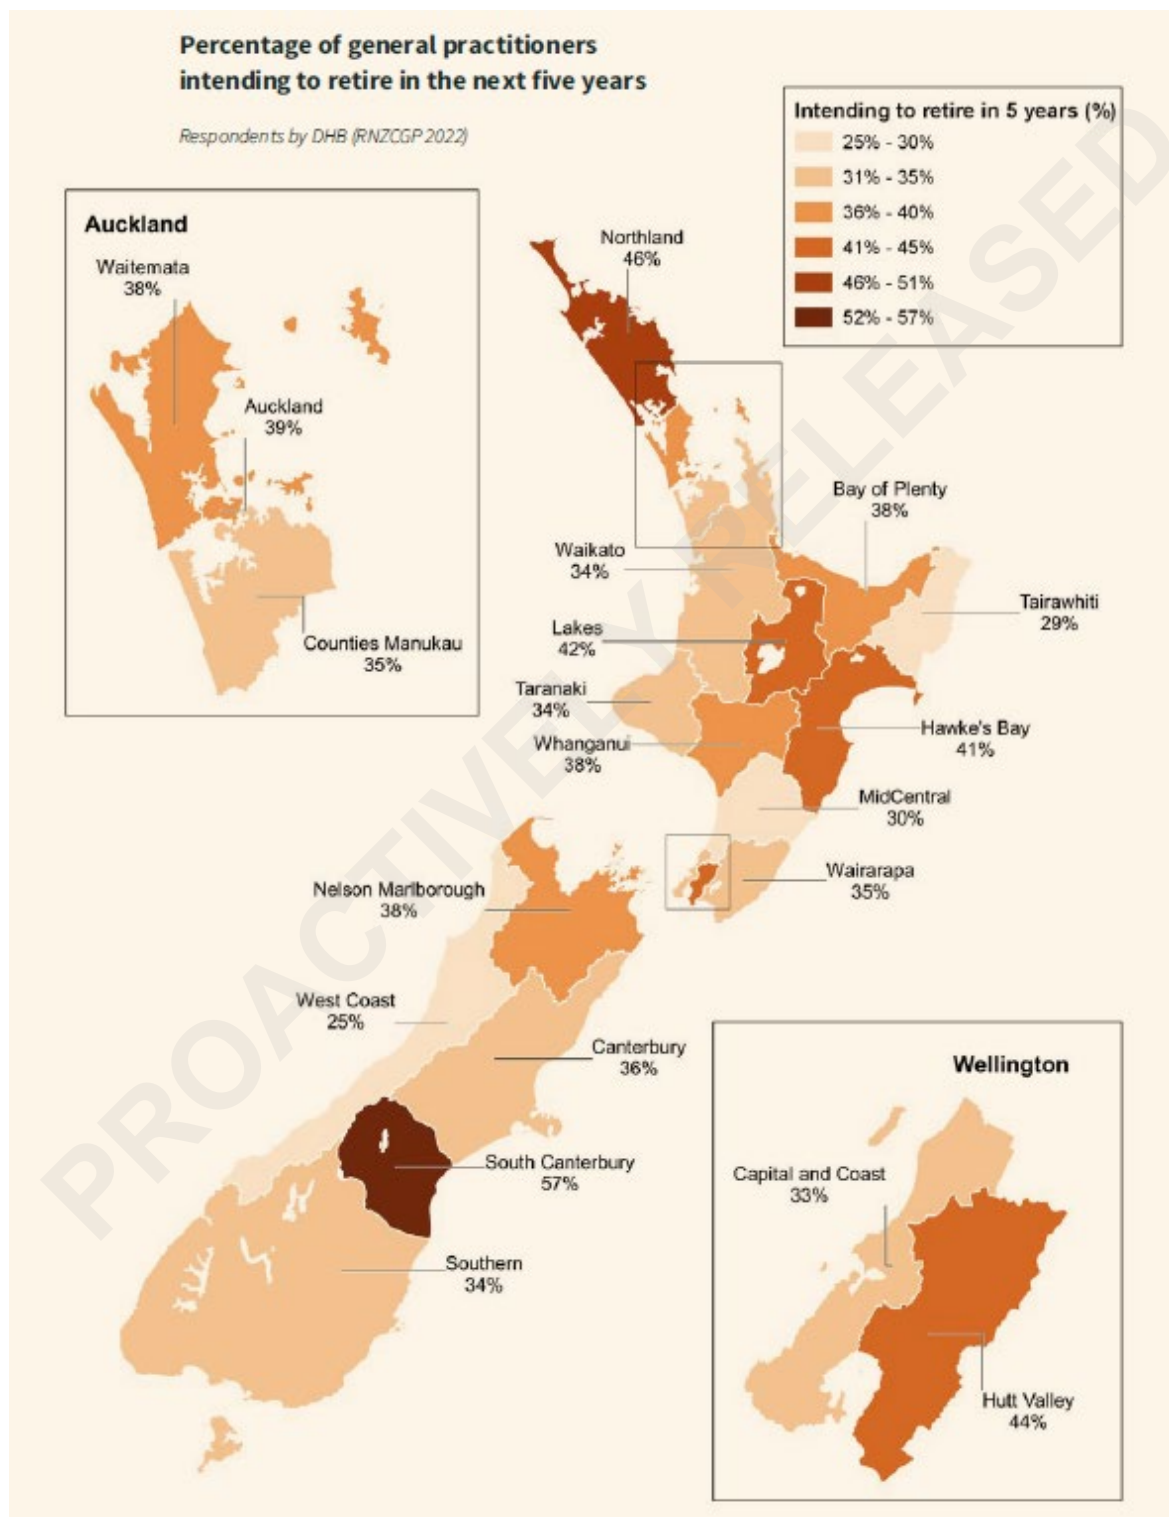 Percentage of general practitioners
intending to retire in the next five years
Respondents by DHB (RNZCGP 2022)
Intending to retire in 5 years (%)
25% - 30%
31% - 35%
36% - 40%
41% - 45%
46% - 51%
52% - 57%
Auckland
Waitemata
38%
Auckland
39%
Counties Manukau
35%
Northland
46%
Bay of Plenty
38%
Waikato
34%
Tairawhiti
29%
Lakes
42%
Taranaki
34%
Hawke's Bay
41%
Whanganui
38%
MidCentral
30%
Wairarapa
35%
Nelson Marlborough
38%
West Coast
25%
Canterbury
36%
South Canterbury
57%
Southern
34%
Wellington
Capital and Coast
33%
Hutt Valley
44%
PROACTIVELY RELEASED